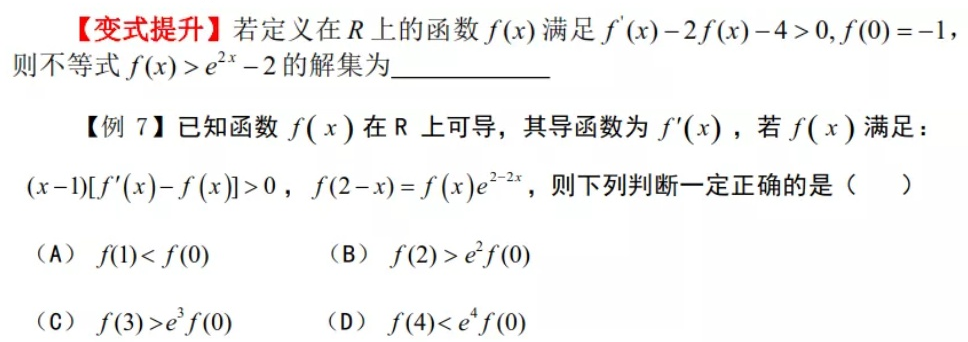 【变式提升】若定义在 R 上的函数 f(x) 满足 f'(x)－2f(x)－4>0, f(0)＝－1，
则不等式 f(x)>e^{2x}－2 的解集为____________
【例 7】已知函数 f( x ) 在 R 上可导，其导函数为 f′(x) ，若 f( x ) 满足：
(x－1)[f′(x)－f(x)]>0 ，f(2－x)＝f(x)e^{2－2x}，则下列判断一定正确的是（　　）
（A） f(1)< f(0)　　（B） f(2)> e^2 f(0)
（C） f(3)>e^3 f(0)　　（D） f(4)< e^4 f(0)